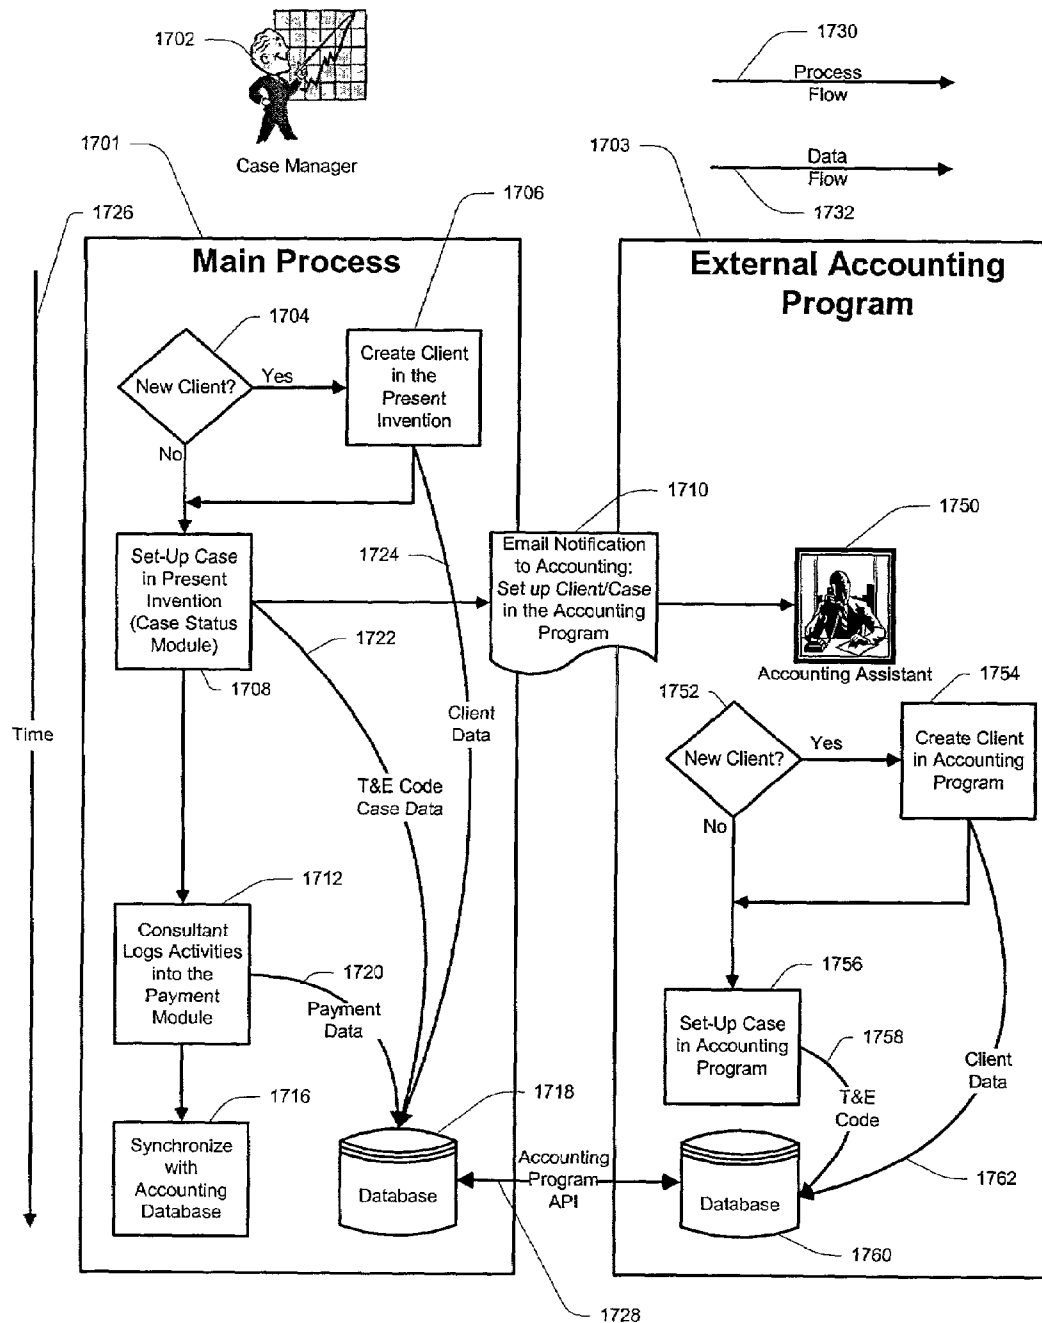 1702
Case Manager
1730
Process
Flow
Data
Flow
1732
1701
1703
1706
1726
Main Process
External Accounting
Program
1704
New Client?
Yes
No
Create Client
in the
Present
Invention
1710
Email Notification
to Accounting:
Set up Client/Case
in the Accounting
Program
1750
Accounting Assistant
Set-Up Case
in Present
Invention
(Case Status
Module)
1708
1724
1722
Client
Data
T&E Code
Case Data
Time
1752
New Client?
Yes
No
1754
Create Client
in Accounting
Program
1712
Consultant
Logs Activities
into the
Payment
Module
1720
Payment
Data
1756
Set-Up Case
in Accounting
Program
1758
T&E
Code
Client
Data
1716
Synchronize
with
Accounting
Database
1718
Database
Accounting
Program
API
1728
Database
1760
1762